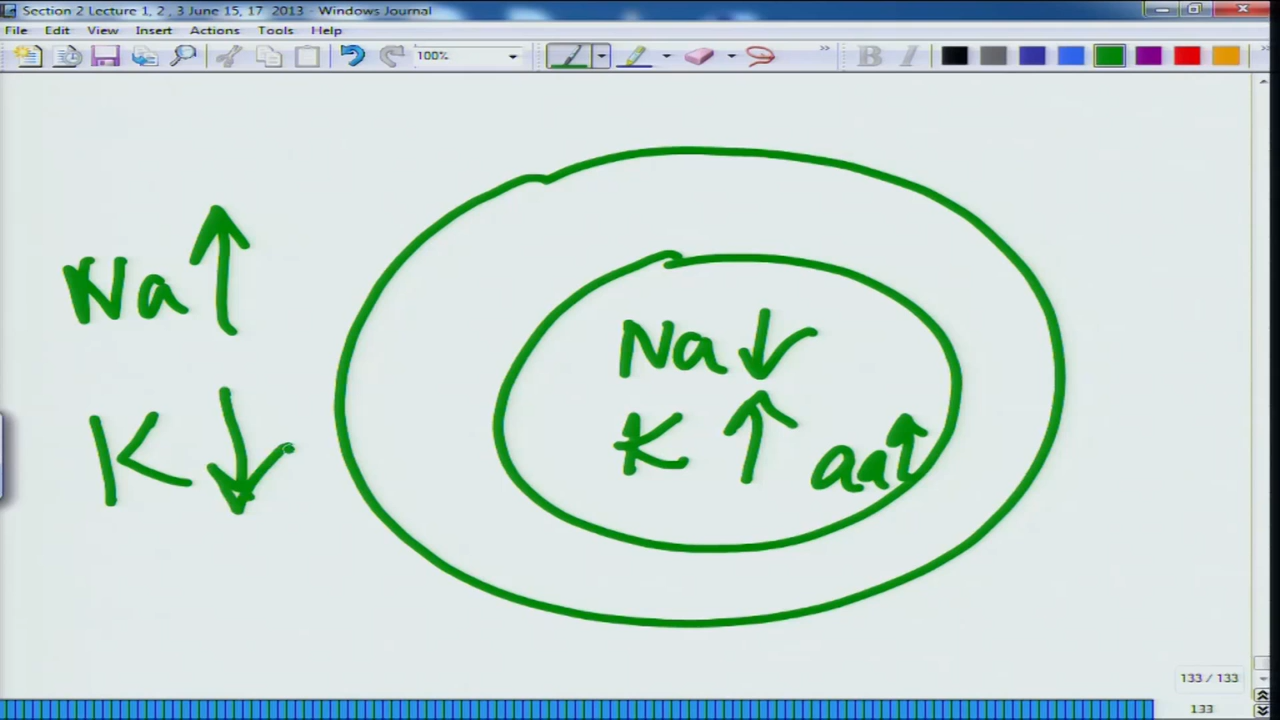 Section 2 Lecture 1, 2 , 3 June 15, 17 2013 - Windows Journal
File Edit View Insert Actions Tools Help
100%
B I
Na ↑
K ↓
Na ↓
K ↑ aa ↑
133 / 133
133